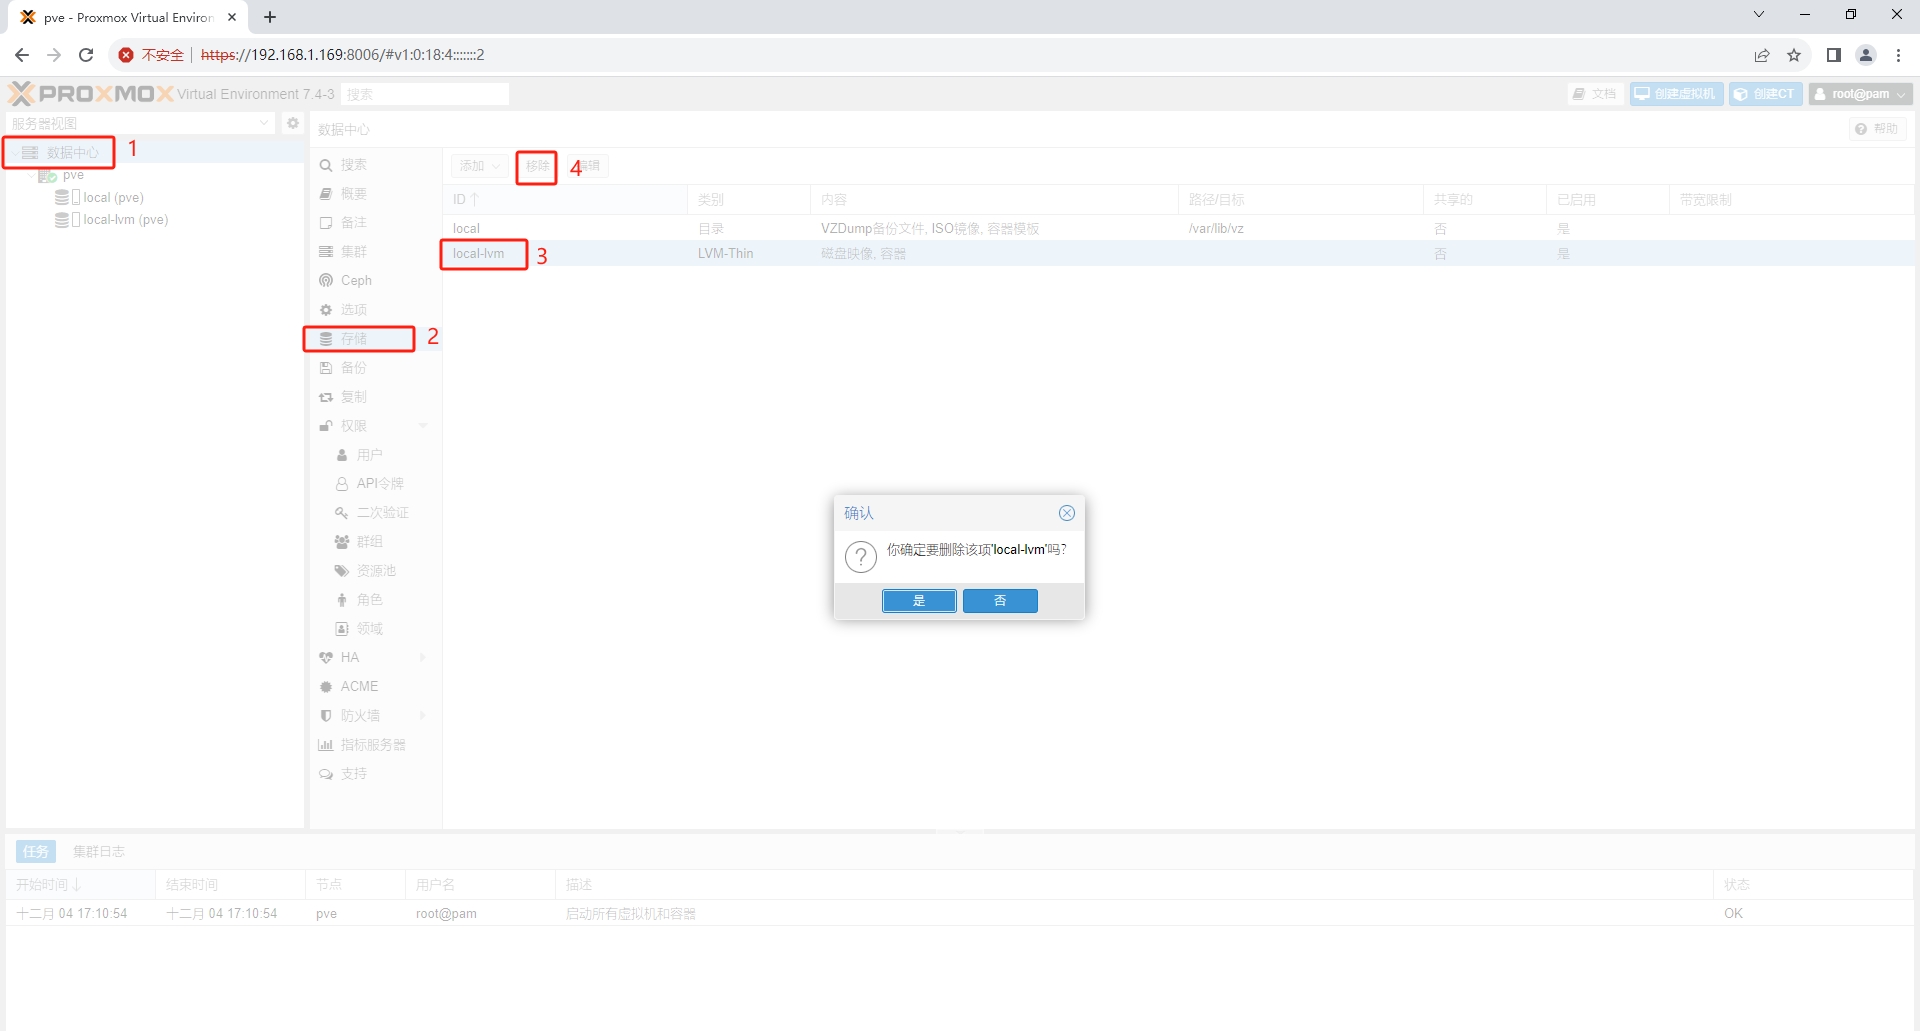 pve - Proxmox Virtual Environ
不安全 https://192.168.1.169:8006/#v1:0:18:4:::::::2
PROXMOX Virtual Environment 7.4-3 搜索 文档 创建虚拟机 创建CT root@pam
服务器视图
数据中心 帮助
数据中心 1
pve
local (pve)
local-lvm (pve)
搜索
概要
备注
集群
Ceph
选项
存储 2
备份
复制
权限
用户
API令牌
二次验证
群组
资源池
角色
领域
HA
ACME
防火墙
指标服务器
支持
添加 移除 4 编辑
ID 类别 内容 路径/目标 共享的 已启用 带宽限制
local 目录 VZDump备份文件, ISO镜像, 容器模板 /var/lib/vz 否 是
local-lvm 3 LVM-Thin 磁盘映像, 容器 否 是
确认
你确定要删除该项'local-lvm'吗?
是 否
任务 集群日志
开始时间 结束时间 节点 用户名 描述 状态
十二月 04 17:10:54 十二月 04 17:10:54 pve root@pam 启动所有虚拟机和容器 OK